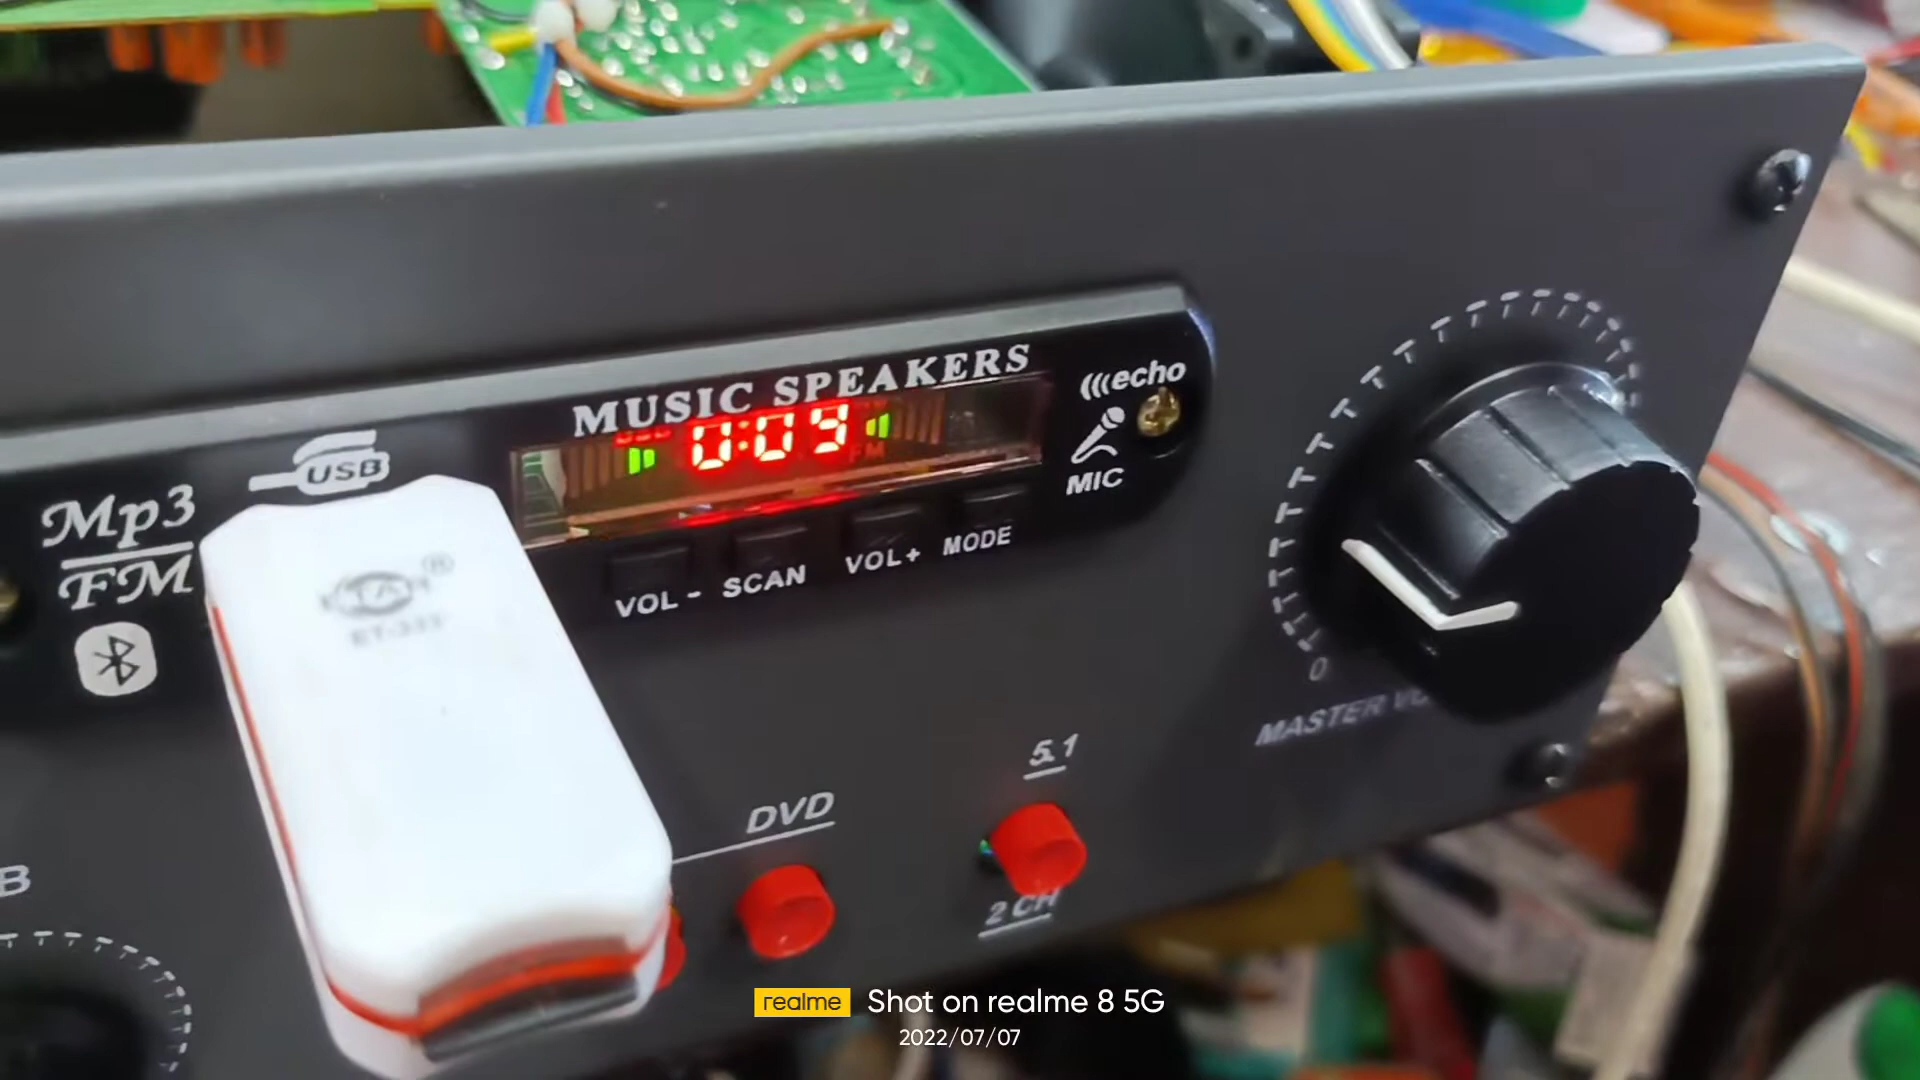 MUSIC SPEAKERS
0:09
FM
(((echo
MIC
USB
Mp3
FM
VOL - SCAN VOL+ MODE
0
MASTER
5.1
DVD
2 CH
B
realme Shot on realme 8 5G
2022/07/07